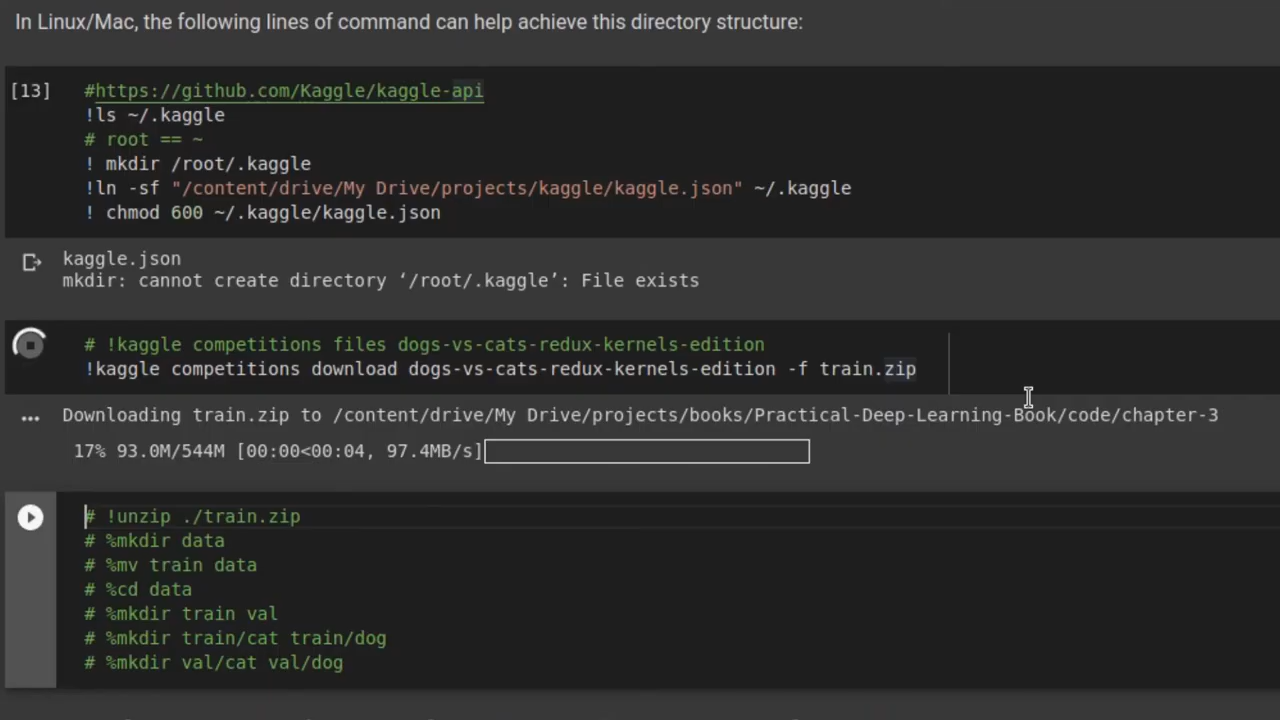 In Linux/Mac, the following lines of command can help achieve this directory structure:
[13]
#https://github.com/Kaggle/kaggle-api
!ls ~/.kaggle
# root == ~
! mkdir /root/.kaggle
!ln -sf "/content/drive/My Drive/projects/kaggle/kaggle.json" ~/.kaggle
! chmod 600 ~/.kaggle/kaggle.json
kaggle.json
mkdir: cannot create directory ‘/root/.kaggle’: File exists
# !kaggle competitions files dogs-vs-cats-redux-kernels-edition
!kaggle competitions download dogs-vs-cats-redux-kernels-edition -f train.zip
Downloading train.zip to /content/drive/My Drive/projects/books/Practical-Deep-Learning-Book/code/chapter-3
17% 93.0M/544M [00:00<00:04, 97.4MB/s]
# !unzip ./train.zip
# %mkdir data
# %mv train data
# %cd data
# %mkdir train val
# %mkdir train/cat train/dog
# %mkdir val/cat val/dog